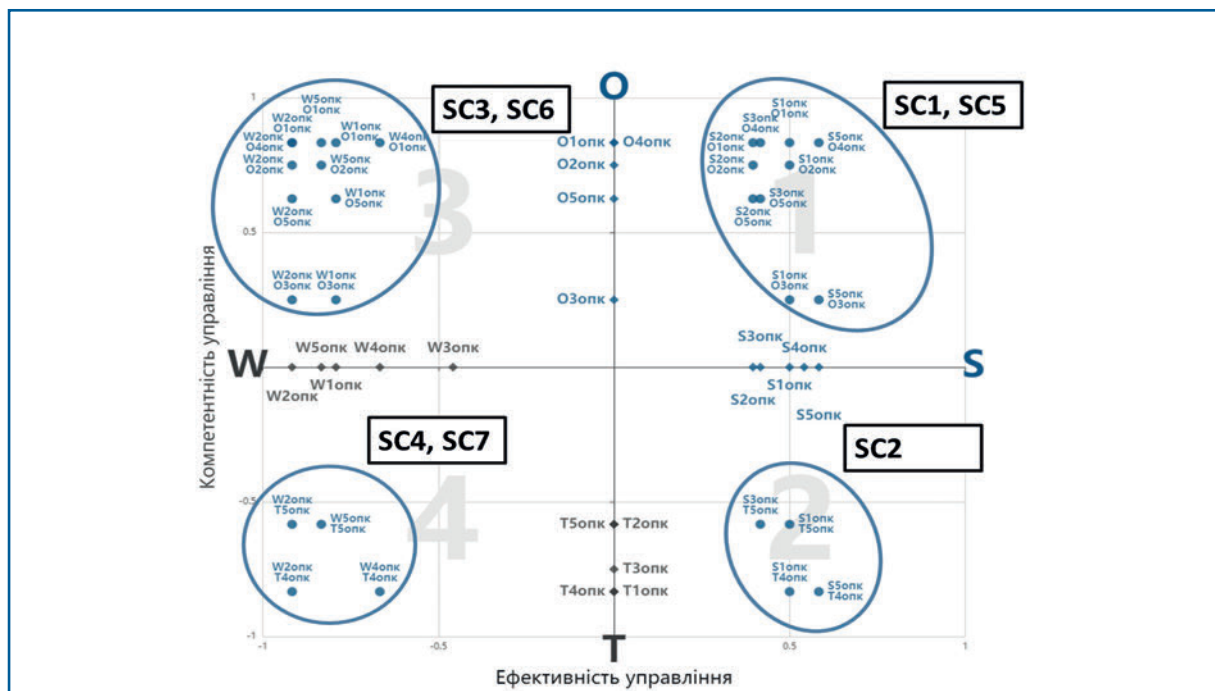 O
SC3, SC6
SC1, SC5
1
W5опк
O1опк
W2опк
O1опк
W1опк
O1опк
W4опк
O1опк
W2опк
O4опк
W2опк
O2опк
W5опк
O2опк
W2опк
O5опк
W1опк
O5опк
3
W2опк
O3опк
W1опк
O3опк
O1опк
O4опк
O2опк
O5опк
O3опк
S1опк
O1опк
S3опк
O4опк
S2опк
O1опк
S5опк
O4опк
S2опк
O2опк
S1опк
O2опк
S3опк
O5опк
S2опк
O5опк
1
S1опк
O3опк
S5опк
O3опк
0.5
Компетентність управління
W
W5опк
W4опк
W3опк
W1опк
W2опк
S3опк
S4опк
S1опк
S2опк
S5опк
S
SC4, SC7
SC2
-0.5
W2опк
T5опк
W5опк
T5опк
4
W2опк
T4опк
W4опк
T4опк
T5опк
T2опк
T3опк
T4опк
T1опк
S3опк
T5опк
S1опк
T5опк
2
S1опк
T4опк
S5опк
T4опк
-1
T
-1
-0.5
0.5
1
Ефективність управління